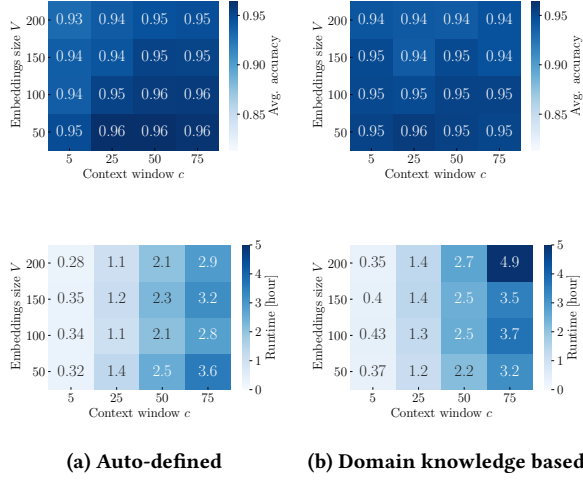 200
150
100
50
Embeddings size V
0.93 0.94 0.95 0.95
0.94 0.95 0.95 0.95
0.94 0.95 0.96 0.96
0.95 0.96 0.96 0.96
5 25 50 75
Context window c
0.95
0.90
0.85
Avg. accuracy
200
150
100
50
Embeddings size V
0.94 0.94 0.94 0.94
0.95 0.94 0.95 0.94
0.95 0.95 0.95 0.95
0.95 0.96 0.95 0.95
5 25 50 75
Context window c
0.95
0.90
0.85
Avg. accuracy
200
150
100
50
Embeddings size V
0.28 1.1 2.1 2.9
0.35 1.2 2.3 3.2
0.34 1.1 2.1 2.8
0.32 1.4 2.5 3.6
5 25 50 75
Context window c
5
4
3
2
1
0
Runtime [hour]
200
150
100
50
Embeddings size V
0.35 1.4 2.7 4.9
0.4 1.4 2.5 3.5
0.43 1.3 2.5 3.7
0.37 1.2 2.2 3.2
5 25 50 75
Context window c
5
4
3
2
1
0
Runtime [hour]
(a) Auto-defined
(b) Domain knowledge based